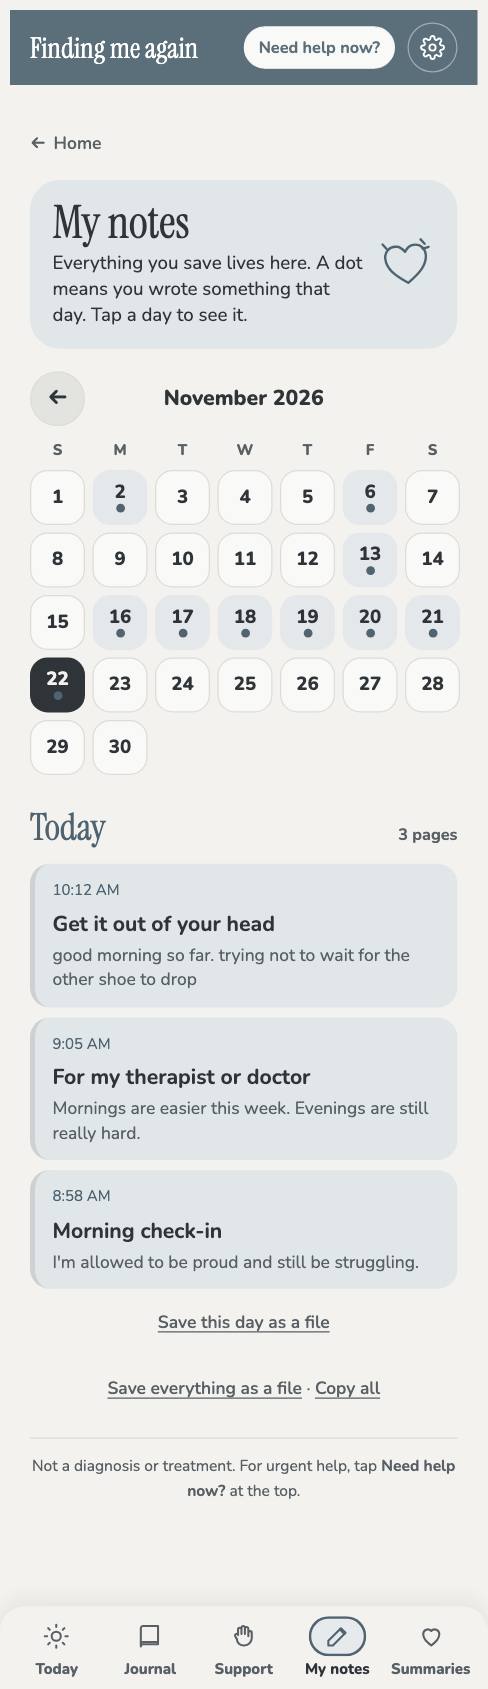 Finding me again
Need help now?
← Home
My notes
Everything you save lives here. A dot
means you wrote something that
day. Tap a day to see it.
← November 2026
S M T W T F S
1 2 3 4 5 6 7
8 9 10 11 12 13 14
15 16 17 18 19 20 21
22 23 24 25 26 27 28
29 30
Today
3 pages
10:12 AM
Get it out of your head
good morning so far. trying not to wait for the
other shoe to drop
9:05 AM
For my therapist or doctor
Mornings are easier this week. Evenings are still
really hard.
8:58 AM
Morning check-in
I'm allowed to be proud and still be struggling.
Save this day as a file
Save everything as a file · Copy all
Not a diagnosis or treatment. For urgent help, tap Need help
now? at the top.
Today Journal Support My notes Summaries